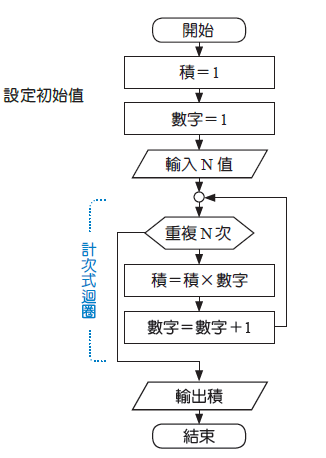 開始
積＝1
設定初始值
數字＝1
輸入 N 值
重複 N 次
計次式迴圈
積＝積×數字
數字＝數字＋1
輸出積
結束